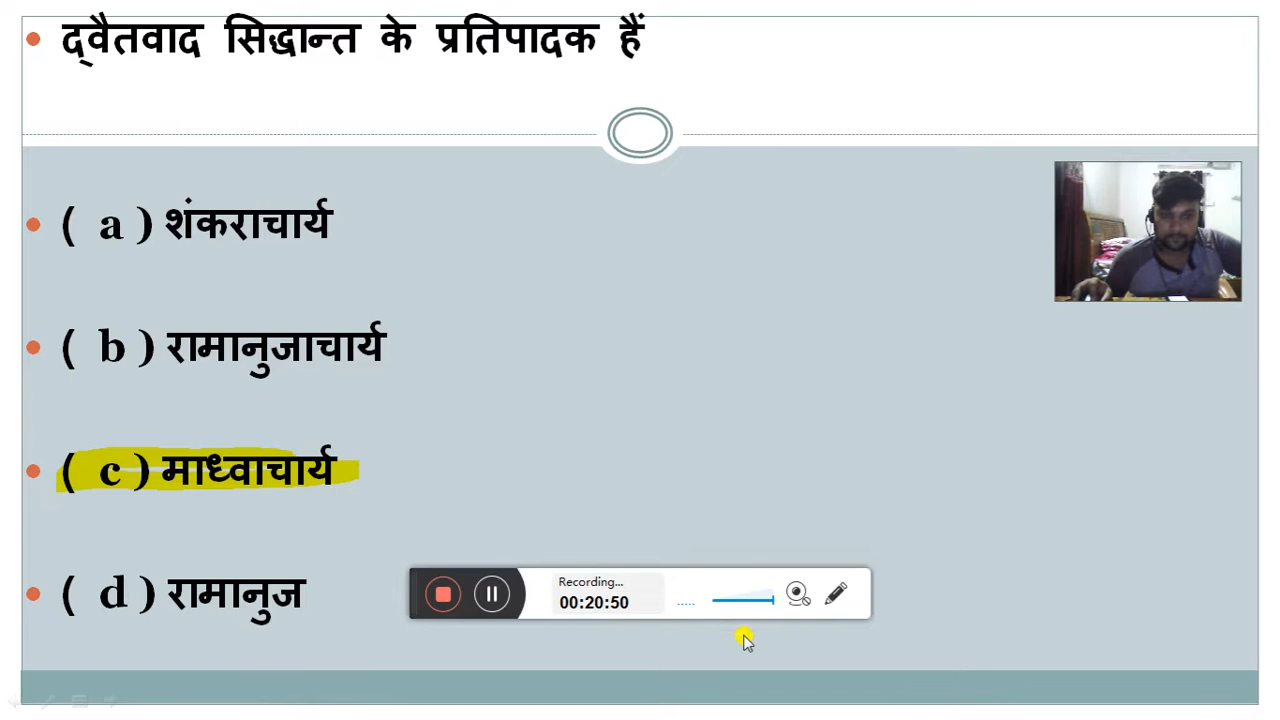 • द्वैतवाद सिद्धान्त के प्रतिपादक हैं
• ( a ) शंकराचार्य
• ( b ) रामानुजाचार्य
• ( c ) माध्वाचार्य
• ( d ) रामानुज
Recording...
00:20:50